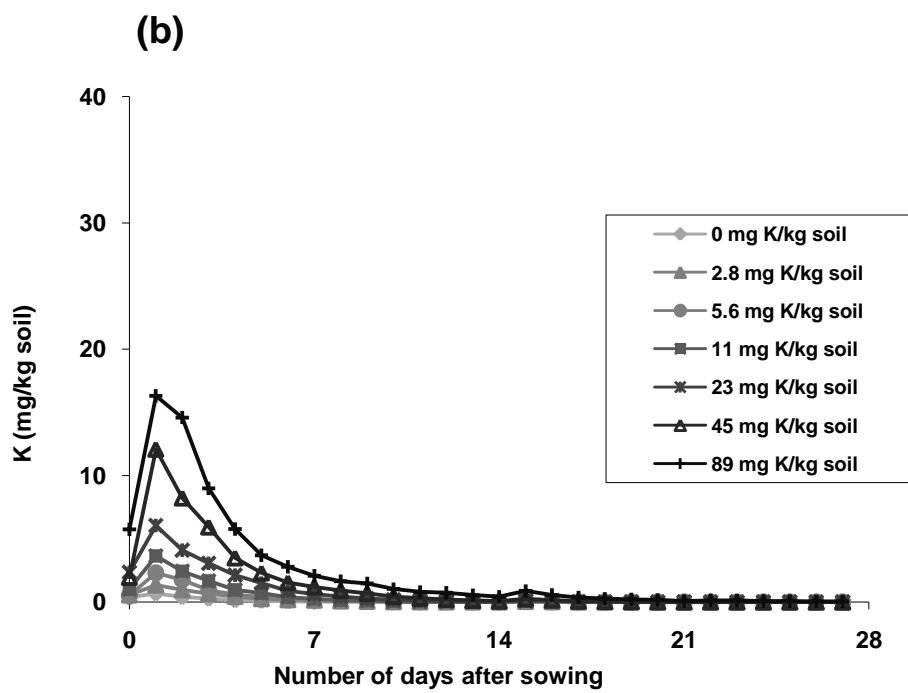 (b)
40
30
20
10
0
K (mg/kg soil)
0 mg K/kg soil
2.8 mg K/kg soil
5.6 mg K/kg soil
11 mg K/kg soil
23 mg K/kg soil
45 mg K/kg soil
89 mg K/kg soil
0 7 14 21 28
Number of days after sowing